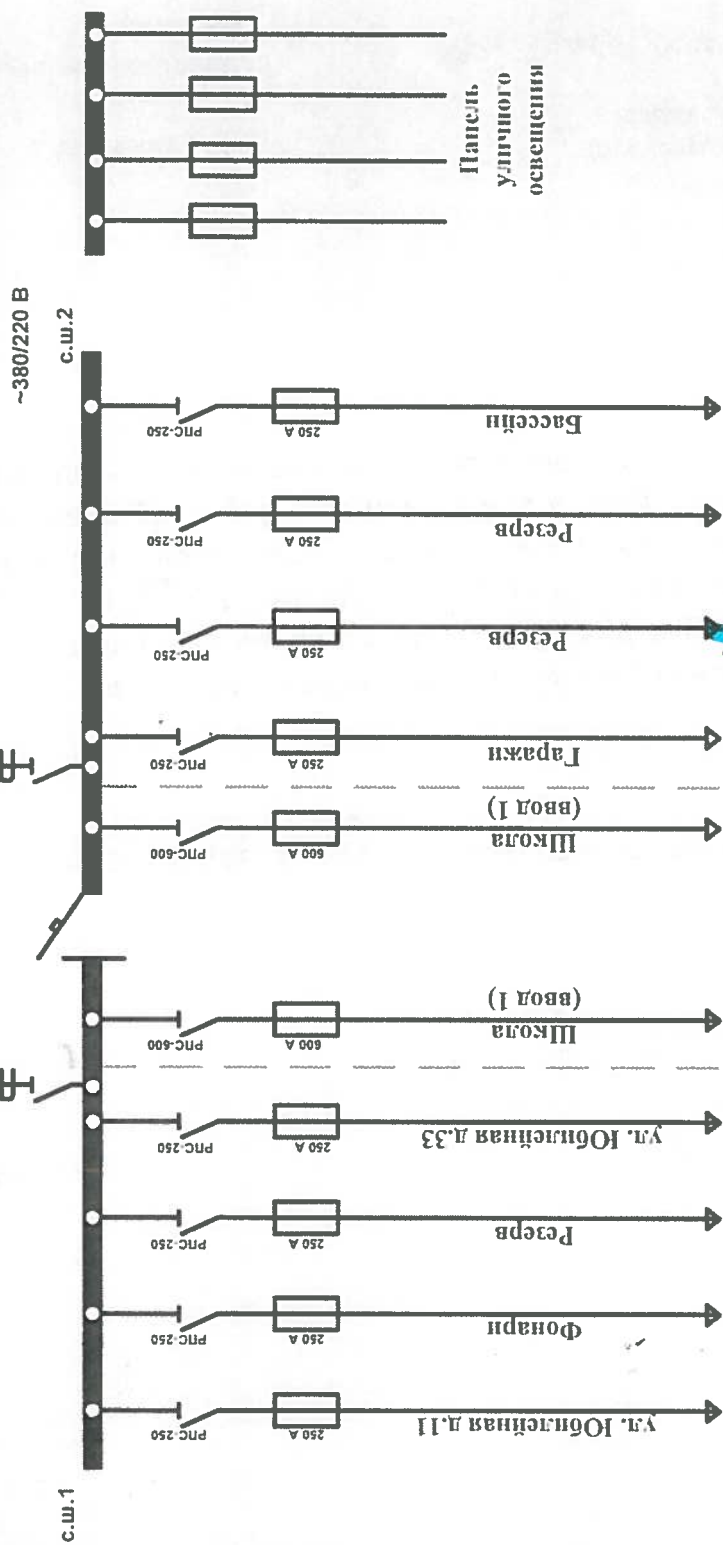 ~380/220 В
с.ш.2
Панель
уличного
освещения
РПС-250
250 А
Бассейн
РПС-250
250 А
Резерв
РПС-250
250 А
Резерв
РПС-250
250 А
Гаражи
РПС-600
600 А
Школа
(ввод 1)
РПС-600
600 А
Школа
(ввод 1)
РПС-250
250 А
ул. Юбилейная д.33
РПС-250
250 А
Резерв
РПС-250
250 А
Фонари
РПС-250
250 А
ул. Юбилейная д.11
с.ш.1